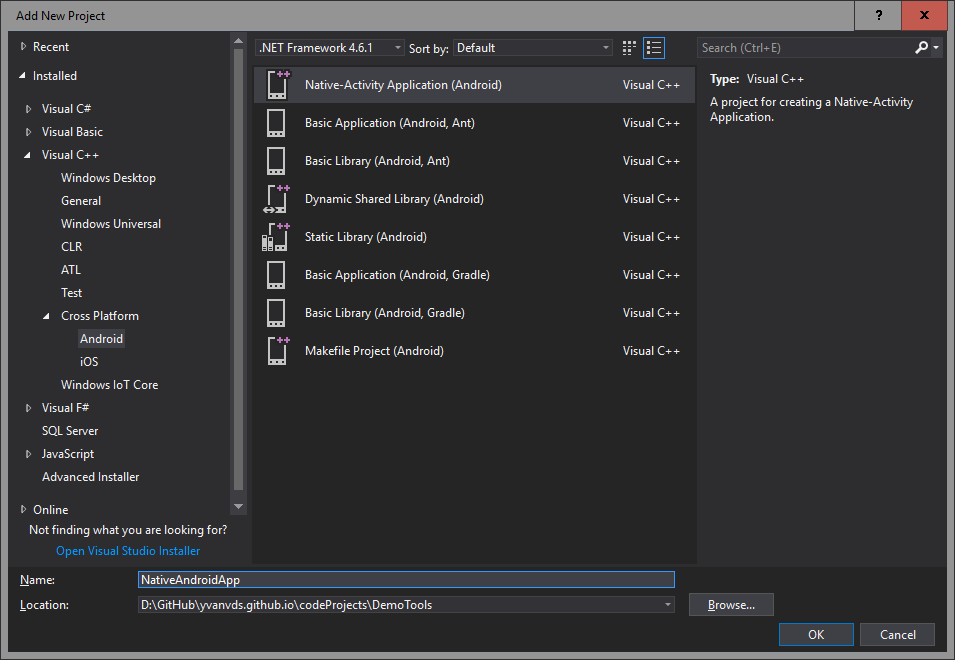 Add New Project
?
x
Recent
Installed
Visual C#
Visual Basic
Visual C++
Windows Desktop
General
Windows Universal
CLR
ATL
Test
Cross Platform
Android
iOS
Windows IoT Core
Visual F#
SQL Server
JavaScript
Advanced Installer
Online
Not finding what you are looking for?
Open Visual Studio Installer
.NET Framework 4.6.1 Sort by: Default
Native-Activity Application (Android) Visual C++
Basic Application (Android, Ant) Visual C++
Basic Library (Android, Ant) Visual C++
Dynamic Shared Library (Android) Visual C++
Static Library (Android) Visual C++
Basic Application (Android, Gradle) Visual C++
Basic Library (Android, Gradle) Visual C++
Makefile Project (Android) Visual C++
Search (Ctrl+E)
Type: Visual C++
A project for creating a Native-Activity
Application.
Name: NativeAndroidApp
Location: D:\GitHub\yvanvds.github.io\codeProjects\DemoTools Browse...
OK Cancel